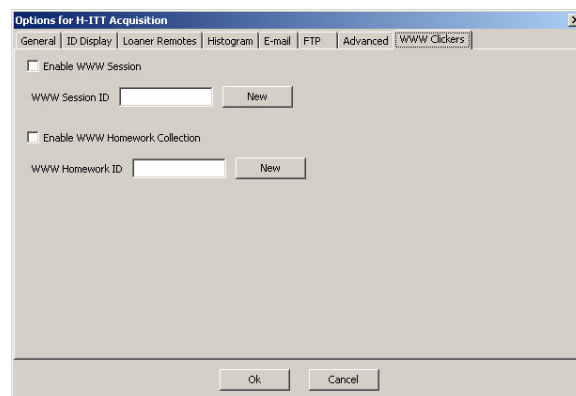 Options for H-ITT Acquisition
General ID Display Loaner Remotes Histogram E-mail FTP Advanced WWW Clickers
Enable WWW Session
WWW Session ID New
Enable WWW Homework Collection
WWW Homework ID New
Ok Cancel